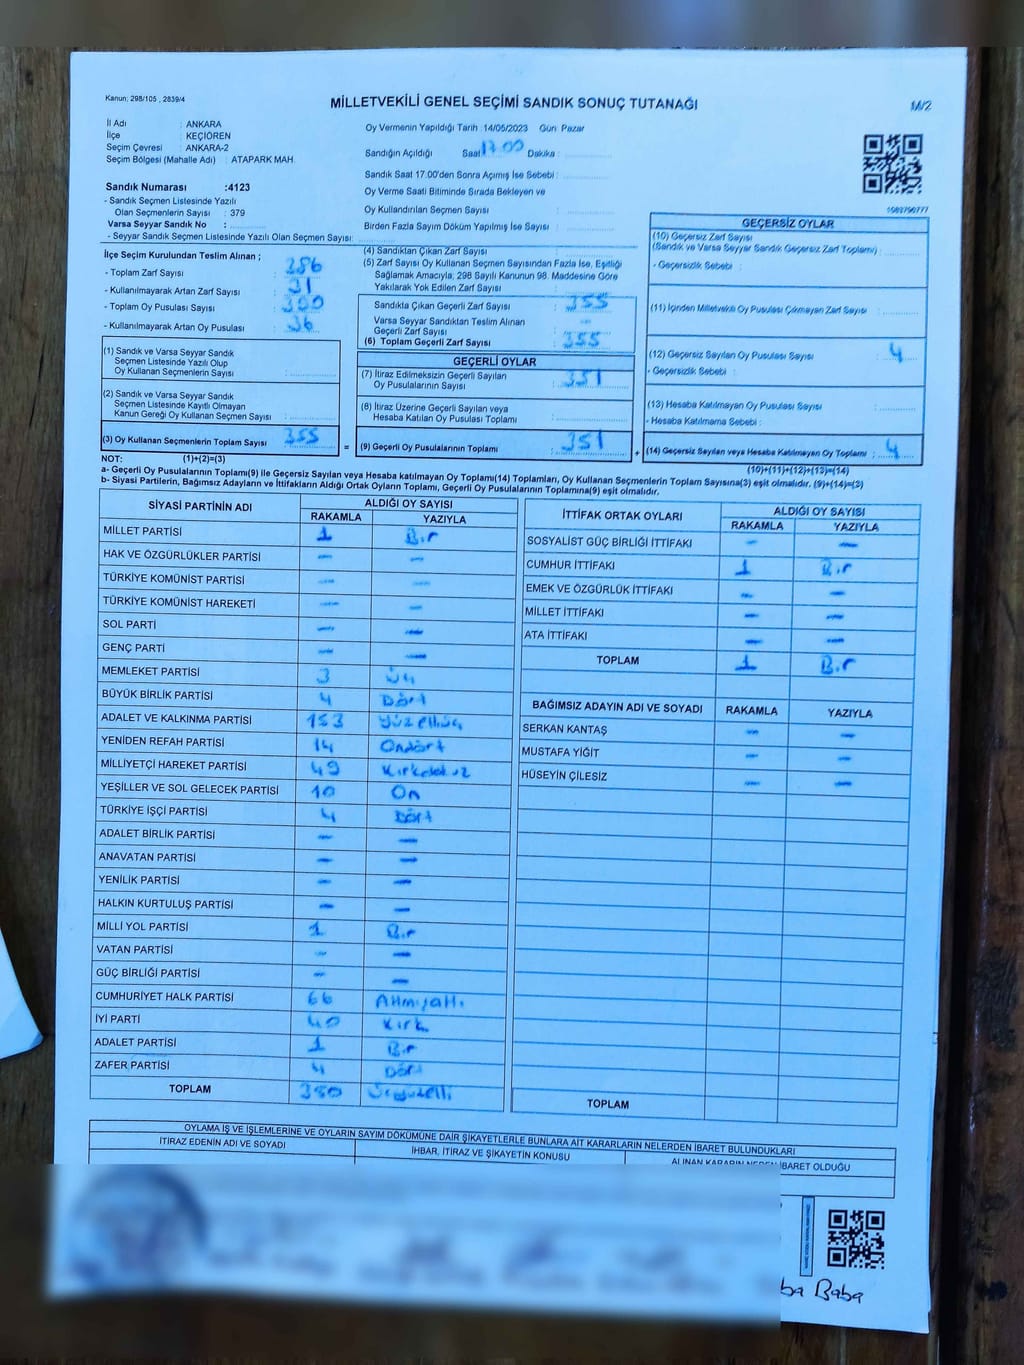 Kanun; 298/105 , 2839/4
MİLLETVEKİLİ GENEL SEÇİMİ SANDIK SONUÇ TUTANAĞI
M/2
İl Adı : ANKARA
İlçe : KEÇİÖREN
Seçim Çevresi : ANKARA-2
Seçim Bölgesi (Mahalle Adı) : ATAPARK MAH.
Oy Vermenin Yapıldığı Tarih :14/05/2023 Gün: Pazar
Sandığın Açıldığı Saat 17.00 Dakika :
Sandık Saat 17.00'den Sonra Açımış İse Sebebi :
Oy Verme Saati Bitiminde Sırada Bekleyen ve
Oy Kullandırılan Seçmen Sayısı :
Birden Fazla Sayım Döküm Yapılmış İse Sayısı :
Sandık Numarası :4123
- Sandık Seçmen Listesinde Yazılı
Olan Seçmenlerin Sayısı : 379
Varsa Seyyar Sandık No :
- Seyyar Sandık Seçmen Listesinde Yazılı Olan Seçmen Sayısı:
İlçe Seçim Kurulundan Teslim Alınan ;
- Toplam Zarf Sayısı :
- Kullanılmayarak Artan Zarf Sayısı : 31
- Toplam Oy Pusulası Sayısı :
- Kullanılmayarak Artan Oy Pusulası : 36
(1) Sandık ve Varsa Seyyar Sandık
Seçmen Listesinde Yazılı Olup
Oy Kullanan Seçmenlerin Sayısı :
(2) Sandık ve Varsa Seyyar Sandık
Seçmen Listesinde Kayıtlı Olmayan
Kanun Gereği Oy Kullanan Seçmen Sayısı :
(3) Oy Kullanan Seçmenlerin Toplam Sayısı : 355
(4) Sandıktan Çıkan Zarf Sayısı :
(5) Zarf Sayısı Oy Kullanan Seçmen Sayısından Fazla İse, Eşitliği
Sağlamak Amacıyla; 298 Sayılı Kanunun 98. Maddesine Göre
Yakılarak Yok Edilen Zarf Sayısı :
Sandıkla Çıkan Geçerli Zarf Sayısı : 355
Varsa Seyyar Sandıktan Teslim Alınan
Geçerli Zarf Sayısı : -
(6) Toplam Geçerli Zarf Sayısı : 355
GEÇERLİ OYLAR
(7) İtiraz Edilmeksizin Geçerli Sayılan
Oy Pusulalarının Sayısı : 351
(8) İtiraz Üzerine Geçerli Sayılan veya
Hesaba Katılan Oy Pusulası Toplamı :
= (9) Geçerli Oy Pusulalarının Toplamı : 351
1089796777
GEÇERSİZ OYLAR
(10) Geçersiz Zarf Sayısı
(Sandık ve Varsa Seyyar Sandık Geçersiz Zarf Toplamı) :
- Geçersizlik Sebebi :
(11) İçinden Milletvekili Oy Pusulası Çıkmayan Zarf Sayısı :
(12) Geçersiz Sayılan Oy Pusulası Sayısı : 4
- Geçersizlik Sebebi :
(13) Hesaba Katılmayan Oy Pusulası Sayısı :
- Hesaba Katılmama Sebebi :
+ (14) Geçersiz Sayılan veya Hesaba Katılmayan Oy Toplamı : 4
NOT: (1)+(2)=(3) (10)+(11)+(12)+(13)=(14)
a- Geçerli Oy Pusulalarının Toplamı(9) ile Geçersiz Sayılan veya Hesaba katılmayan Oy Toplamı(14) Toplamları, Oy Kullanan Seçmenlerin Toplam Sayısına(3) eşit olmalıdır. (9)+(14)=(3)
b- Siyasi Partilerin, Bağımsız Adayların ve İttifakların Aldığı Ortak Oyların Toplamı, Geçerli Oy Pusulalarının Toplamına(9) eşit olmalıdır.
SİYASİ PARTİNİN ADI ALDIĞI OY SAYISI
RAKAMLA YAZIYLA
MİLLET PARTİSİ 1 Bir
HAK VE ÖZGÜRLÜKLER PARTİSİ - -
TÜRKİYE KOMÜNİST PARTİSİ - -
TÜRKİYE KOMÜNİST HAREKETİ - -
SOL PARTİ - -
GENÇ PARTİ - -
MEMLEKET PARTİSİ 3 Üç
BÜYÜK BİRLİK PARTİSİ 4 Dört
ADALET VE KALKINMA PARTİSİ 153 Yüzelliüç
YENİDEN REFAH PARTİSİ 14 Ondört
MİLLİYETÇİ HAREKET PARTİSİ 49 Kırkdokuz
YEŞİLLER VE SOL GELECEK PARTİSİ 10 On
TÜRKİYE İŞÇİ PARTİSİ 4 Dört
ADALET BİRLİK PARTİSİ - -
ANAVATAN PARTİSİ - -
YENİLİK PARTİSİ - -
HALKIN KURTULUŞ PARTİSİ - -
MİLLİ YOL PARTİSİ 1 Bir
VATAN PARTİSİ - -
GÜÇ BİRLİĞİ PARTİSİ - -
CUMHURİYET HALK PARTİSİ 66 Altmışaltı
İYİ PARTİ 40 Kırk
ADALET PARTİSİ 1 Bir
ZAFER PARTİSİ 4 Dört
TOPLAM 350 Üçyüzelli
İTTİFAK ORTAK OYLARI ALDIĞI OY SAYISI
RAKAMLA YAZIYLA
SOSYALİST GÜÇ BİRLİĞİ İTTİFAKI - -
CUMHUR İTTİFAKI 1 Bir
EMEK VE ÖZGÜRLÜK İTTİFAKI - -
MİLLET İTTİFAKI - -
ATA İTTİFAKI - -
TOPLAM 1 Bir
BAĞIMSIZ ADAYIN ADI VE SOYADI RAKAMLA YAZIYLA
SERKAN KANTAŞ - -
MUSTAFA YİĞİT - -
HÜSEYİN ÇİLESİZ - -
TOPLAM
OYLAMA İŞ VE İŞLEMLERİNE VE OYLARIN SAYIM DÖKÜMÜNE DAİR ŞİKAYETLERLE BUNLARA AİT KARARLARIN NELERDEN İBARET BULUNDUKLARI
İTİRAZ EDENİN ADI VE SOYADI İHBAR, İTİRAZ VE ŞİKAYETİN KONUSU ALINAN KARARIN NEDEN İBARET OLDUĞU
Baba